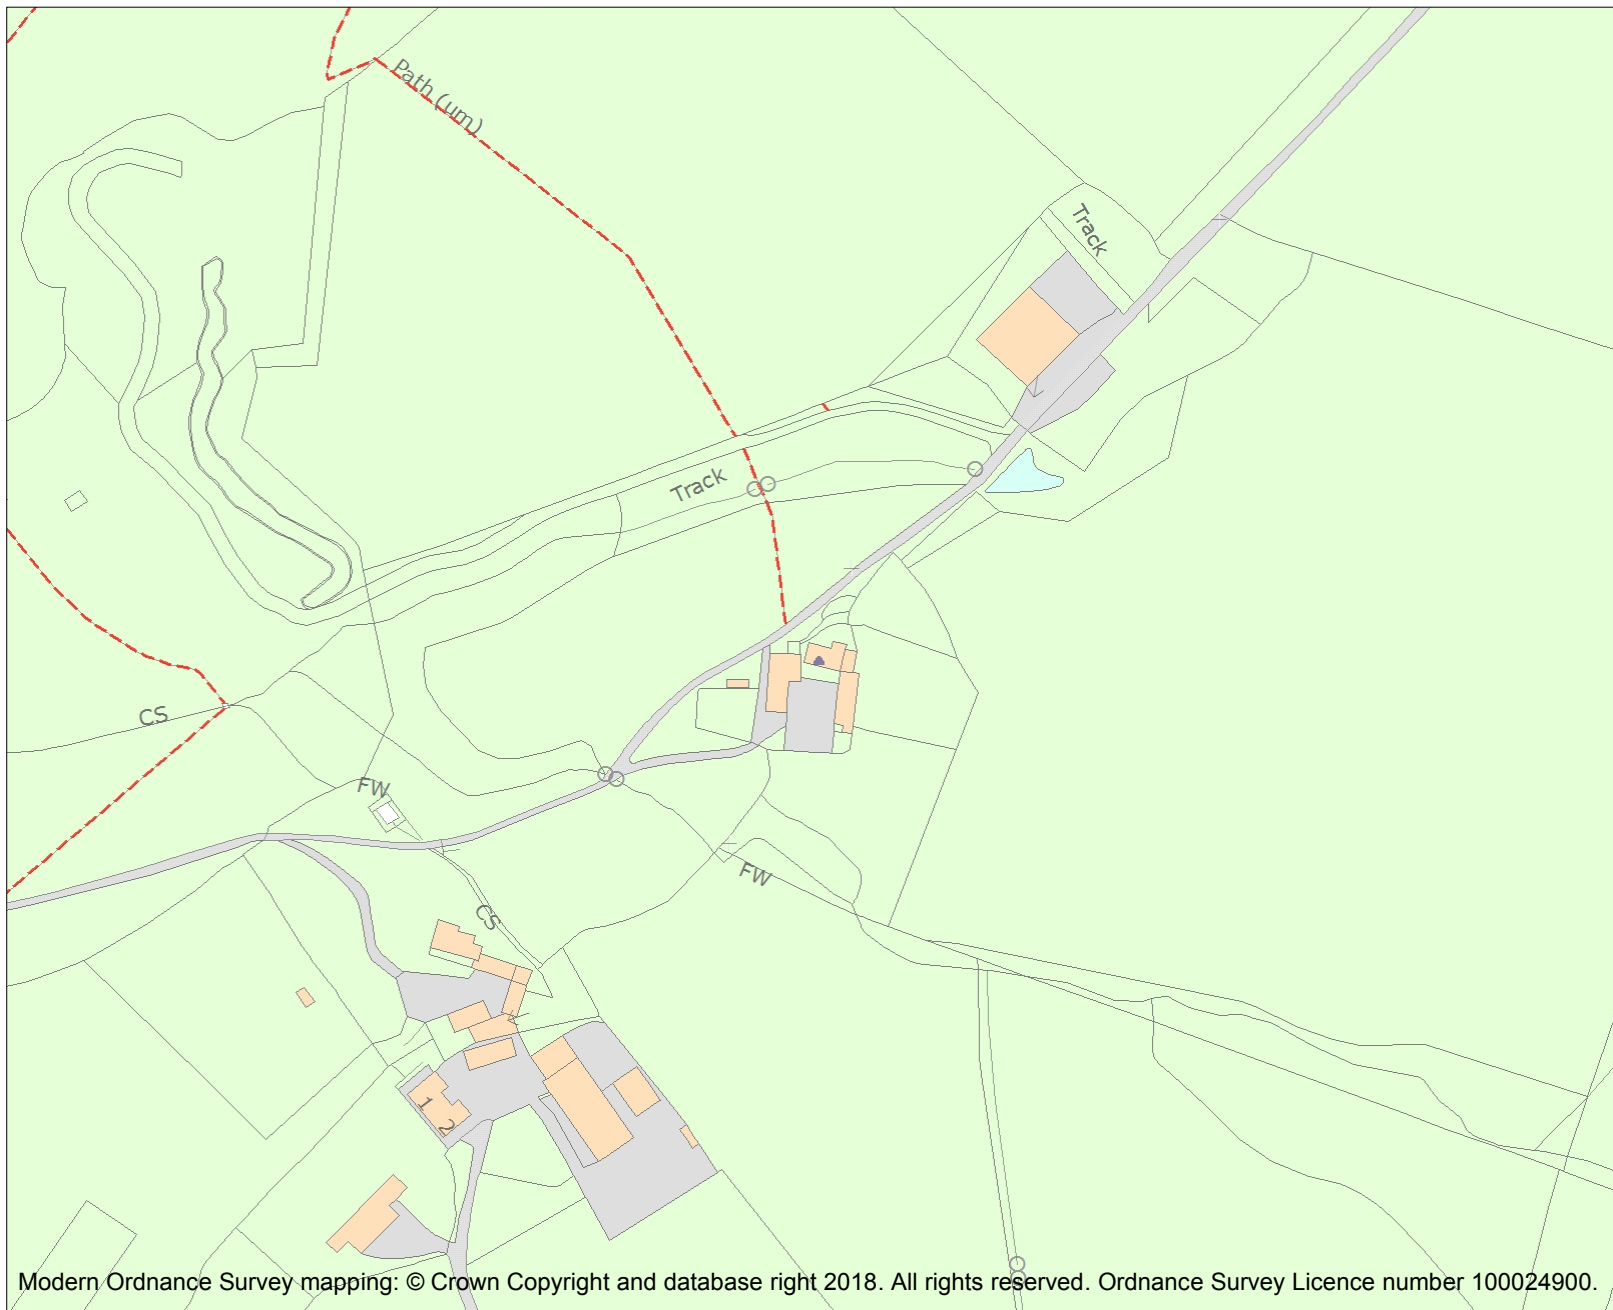 Path (um)
Track
Track
CS
FW
FW
CS
1
2
Modern Ordnance Survey mapping: © Crown Copyright and database right 2018. All rights reserved. Ordnance Survey Licence number 100024900.